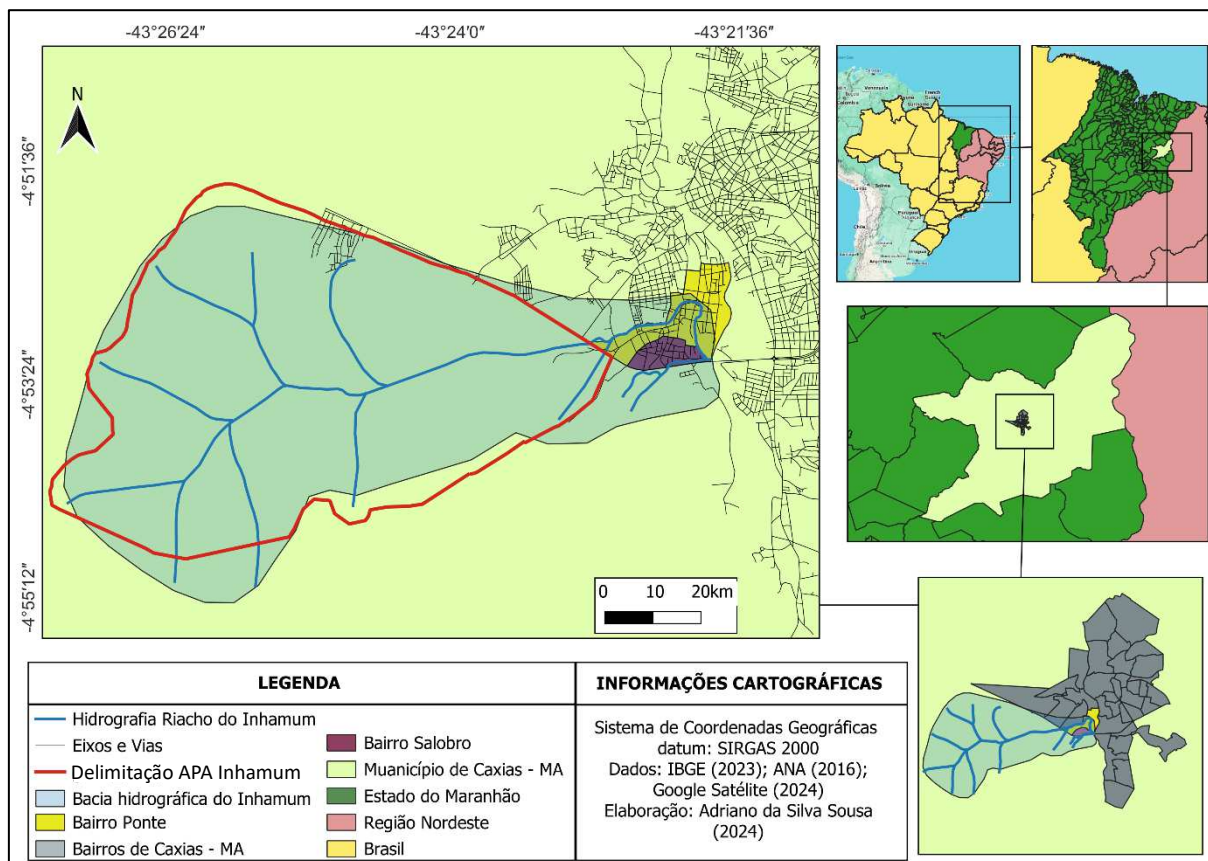 -43°26'24"
-43°24'0"
-43°21'36"
N
-4°51'36"
-4°53'24"
-4°55'12"
0 10 20km
LEGENDA
Hidrografia Riacho do Inhamum
Eixos e Vias
Delimitação APA Inhamum
Bacia hidrográfica do Inhamum
Bairro Ponte
Bairros de Caxias - MA
Bairro Salobro
Muanicípio de Caxias - MA
Estado do Maranhão
Região Nordeste
Brasil
INFORMAÇÕES CARTOGRÁFICAS
Sistema de Coordenadas Geográficas
datum: SIRGAS 2000
Dados: IBGE (2023); ANA (2016);
Google Satélite (2024)
Elaboração: Adriano da Silva Sousa
(2024)